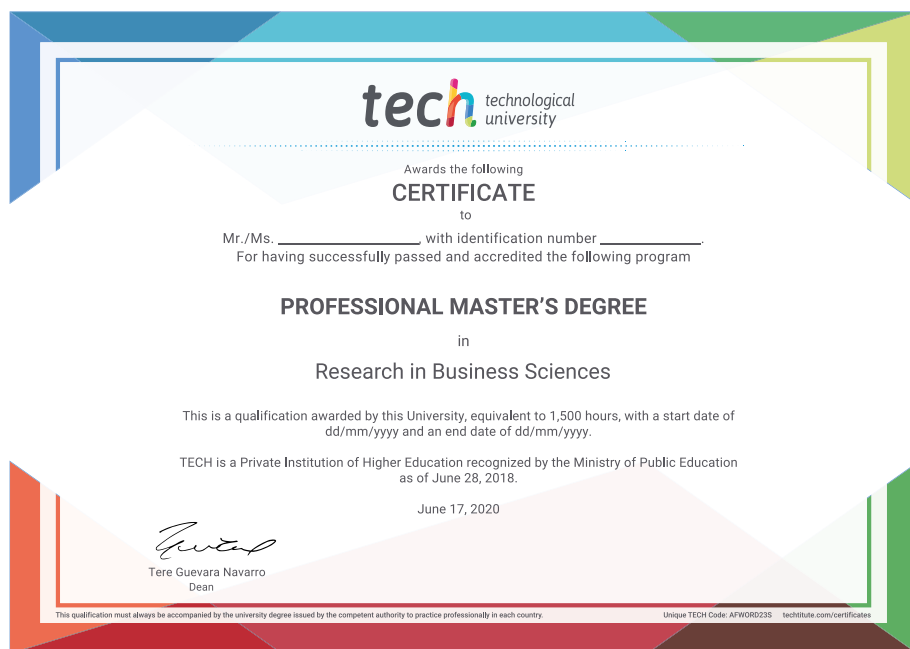 tech technological
university
Awards the following
CERTIFICATE
to
Mr./Ms. ____________________, with identification number ______________.
For having successfully passed and accredited the following program
PROFESSIONAL MASTER’S DEGREE
in
Research in Business Sciences
This is a qualification awarded by this University, equivalent to 1,500 hours, with a start date of
dd/mm/yyyy and an end date of dd/mm/yyyy.
TECH is a Private Institution of Higher Education recognized by the Ministry of Public Education
as of June 28, 2018.
June 17, 2020
Tere Guevara Navarro
Dean
This qualification must always be accompanied by the university degree issued by the competent authority to practice professionally in each country. Unique TECH Code: AFWORD23S techtitute.com/certificates